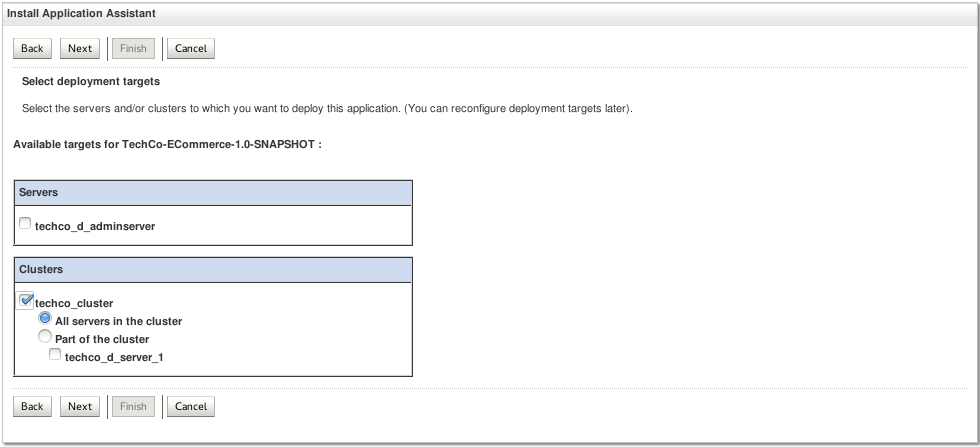 Install Application Assistant
Back Next Finish Cancel
Select deployment targets
Select the servers and/or clusters to which you want to deploy this application. (You can reconfigure deployment targets later).
Available targets for TechCo-ECommerce-1.0-SNAPSHOT :
Servers
techco_d_adminserver
Clusters
techco_cluster
All servers in the cluster
Part of the cluster
techco_d_server_1
Back Next Finish Cancel